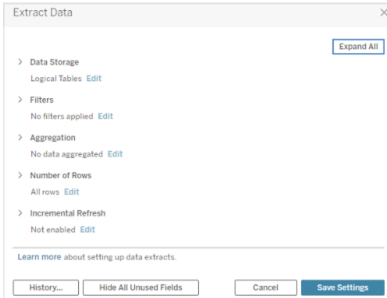 Extract Data
Expand All
Data Storage
Logical Tables Edit
Filters
No filters applied Edit
Aggregation
No data aggregated Edit
Number of Rows
All rows Edit
Incremental Refresh
Not enabled Edit
Learn more about setting up data extracts.
History... Hide All Unused Fields Cancel Save Settings